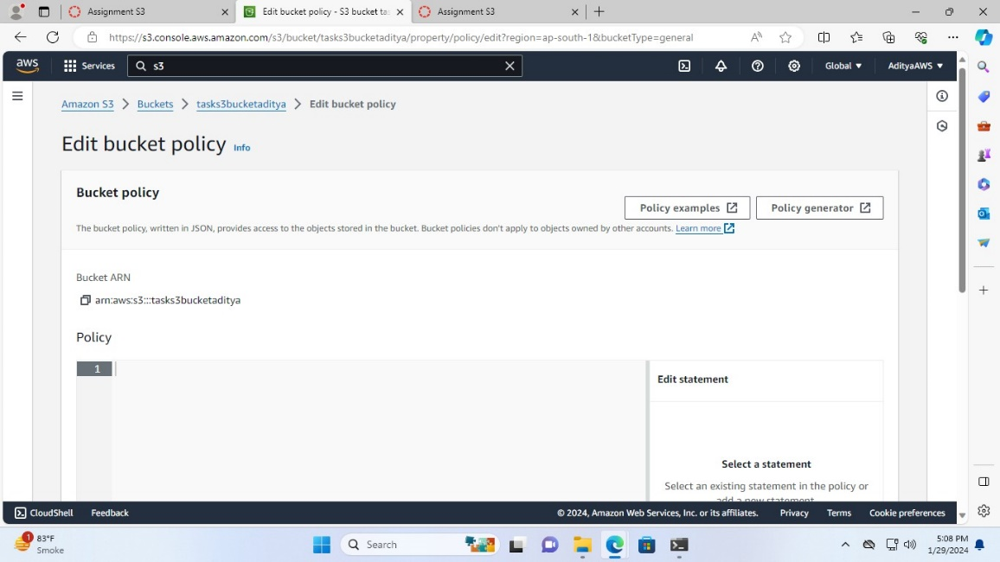 Assignment S3
Edit bucket policy - S3 bucket tas
Assignment S3
https://s3.console.aws.amazon.com/s3/bucket/tasks3bucketaditya/property/policy/edit?region=ap-south-1&bucketType=general
aws
Services
s3
Global
AdityaAWS
Amazon S3
Buckets
tasks3bucketaditya
Edit bucket policy
Edit bucket policy Info
Bucket policy
Policy examples
Policy generator
The bucket policy, written in JSON, provides access to the objects stored in the bucket. Bucket policies don't apply to objects owned by other accounts. Learn more
Bucket ARN
arn:aws:s3:::tasks3bucketaditya
Policy
1
Edit statement
Select a statement
Select an existing statement in the policy or
add a new statement
CloudShell
Feedback
© 2024, Amazon Web Services, Inc. or its affiliates.
Privacy
Terms
Cookie preferences
1
83°F
Smoke
Search
5:08 PM
1/29/2024